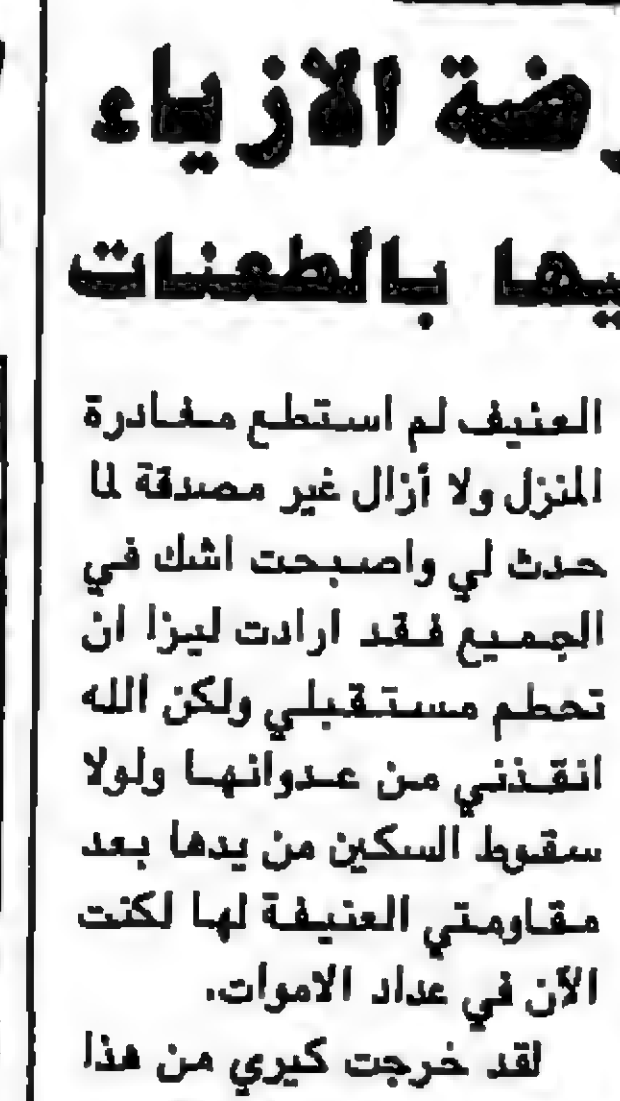 رضة الازياء
يها بالطعنات
العنيف لم استطع مغادرة
المنزل ولا أزال غير مصدقة لما
حدث لي واصبحت اشك في
الجميع فقد ارادت ليزا ان
تحطم مستقبلي ولكن الله
انقذني من عدوانها ولولا
سقوط السكين من يدها بعد
مقاومتي العنيفة لها لكنت
الآن في عداد الاموات.
لقد خرجت كيري من هذا